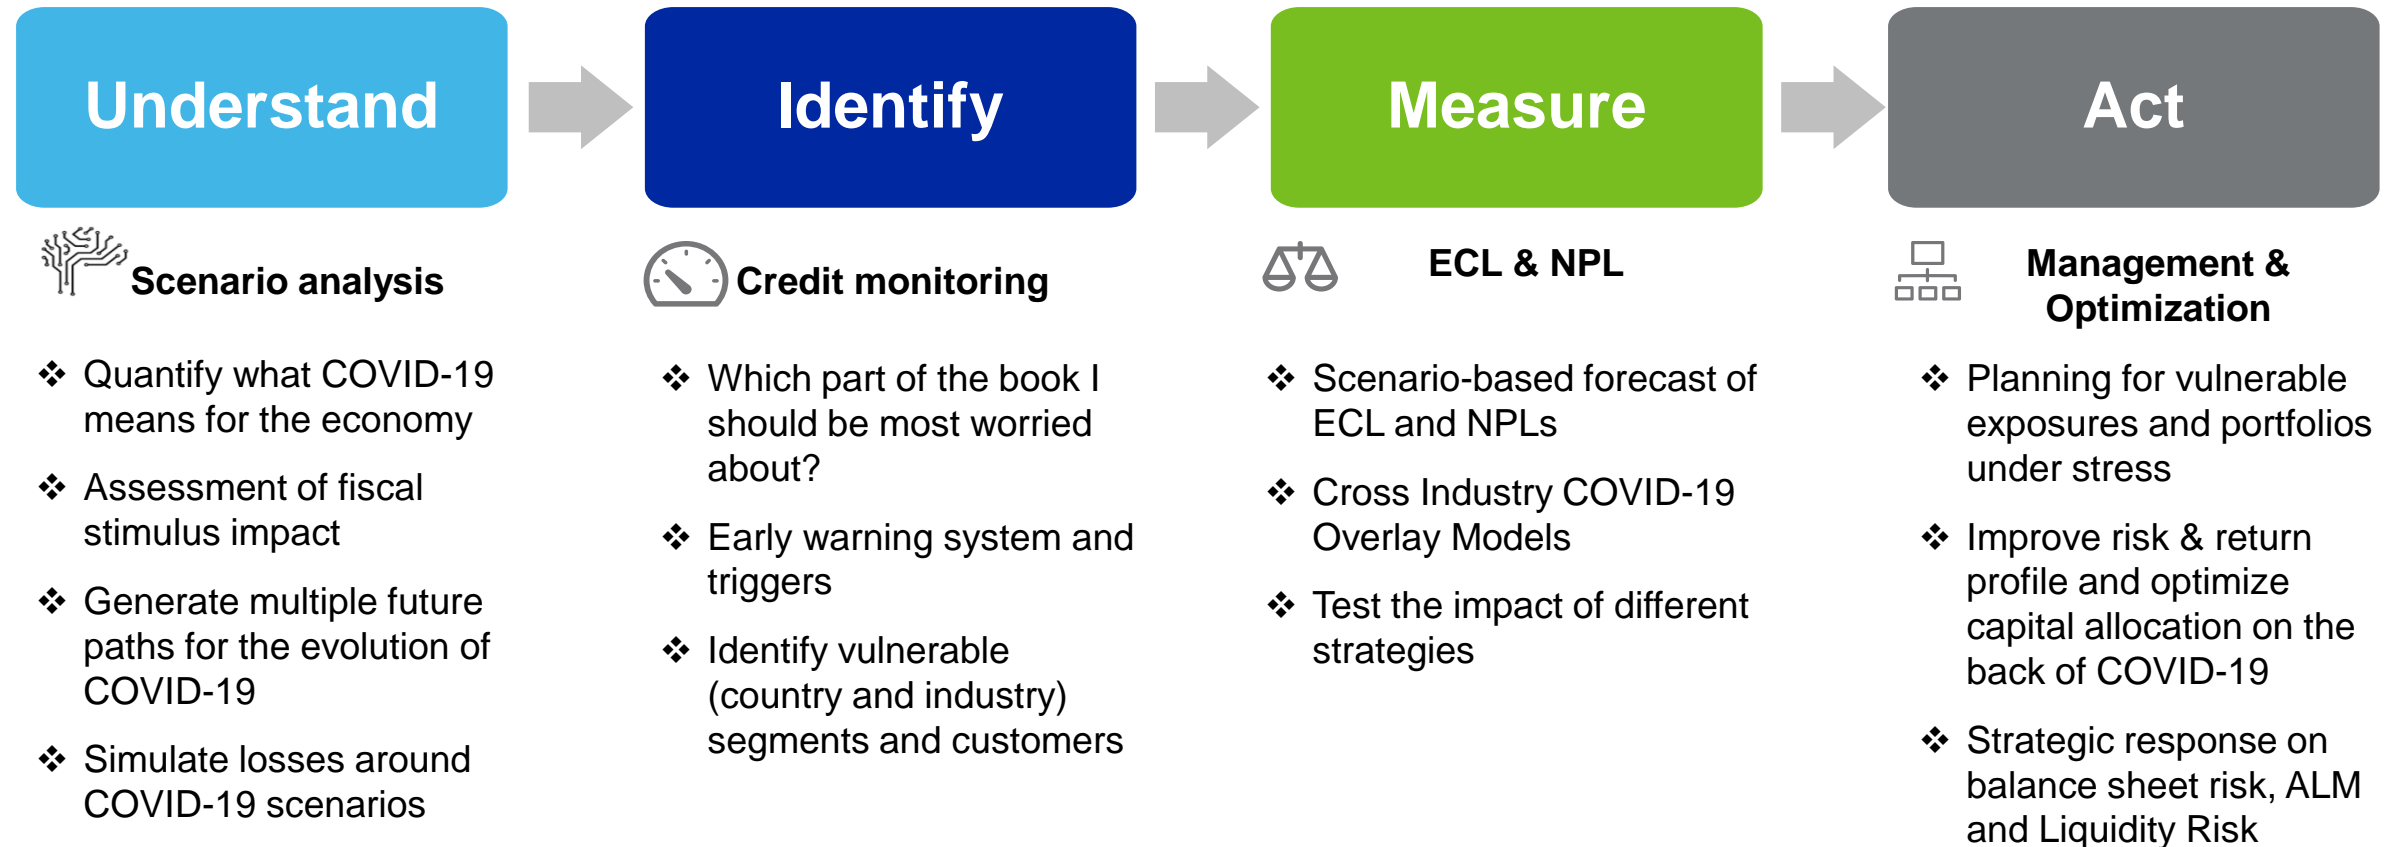 Understand
Identify
Measure
Act
Scenario analysis
❖ Quantify what COVID-19
means for the economy
❖ Assessment of fiscal
stimulus impact
❖ Generate multiple future
paths for the evolution of
COVID-19
❖ Simulate losses around
COVID-19 scenarios
Credit monitoring
❖ Which part of the book I
should be most worried
about?
❖ Early warning system and
triggers
❖ Identify vulnerable
(country and industry)
segments and customers
ECL & NPL
❖ Scenario-based forecast of
ECL and NPLs
❖ Cross Industry COVID-19
Overlay Models
❖ Test the impact of different
strategies
Management &
Optimization
❖ Planning for vulnerable
exposures and portfolios
under stress
❖ Improve risk & return
profile and optimize
capital allocation on the
back of COVID-19
❖ Strategic response on
balance sheet risk, ALM
and Liquidity Risk